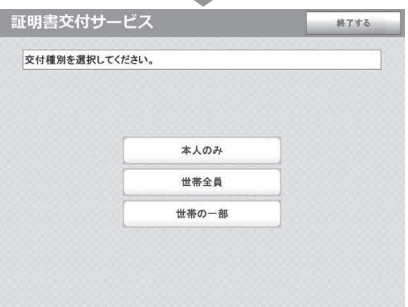 証明書交付サービス
終了する
交付種別を選択してください。
本人のみ
世帯全員
世帯の一部